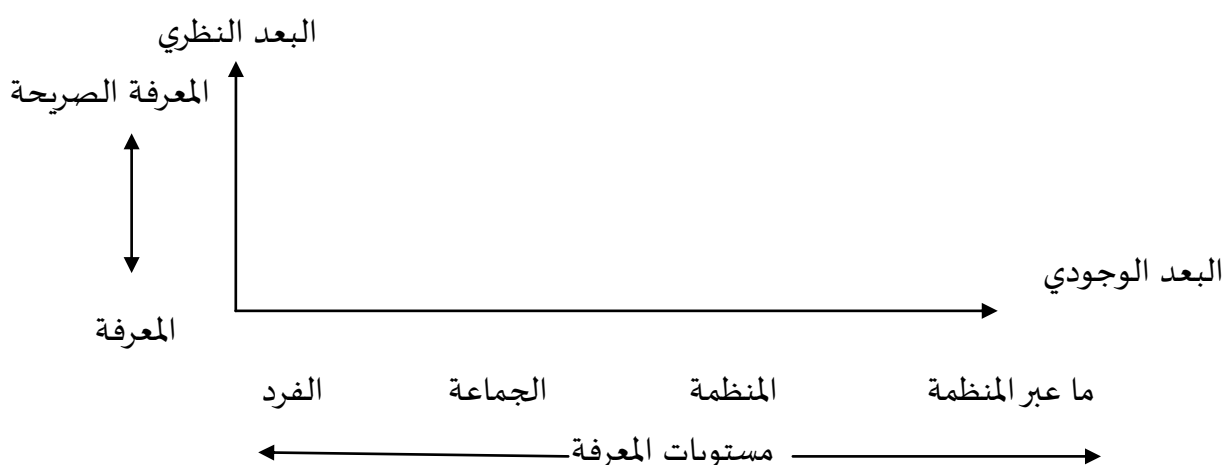 البعد النظري
المعرفة الصريحة
البعد الوجودي
المعرفة
الفرد الجماعة المنظمة ما عبر المنظمة
مستويات المعرفة